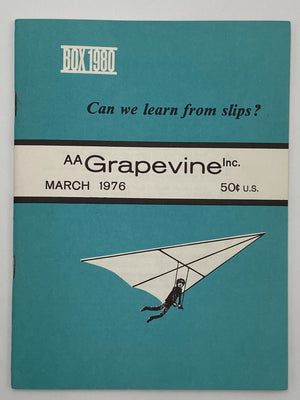 BOX 1980
Can we learn from slips?
AA Grapevine Inc.
MARCH 1976 50¢ U.S.